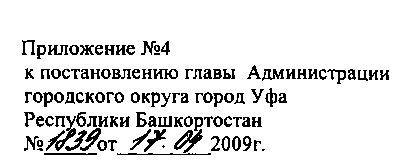 Приложение №4
к постановлению главы Администрации
городского округа город Уфа
Республики Башкортостан
№1839 от 17.04 2009г.